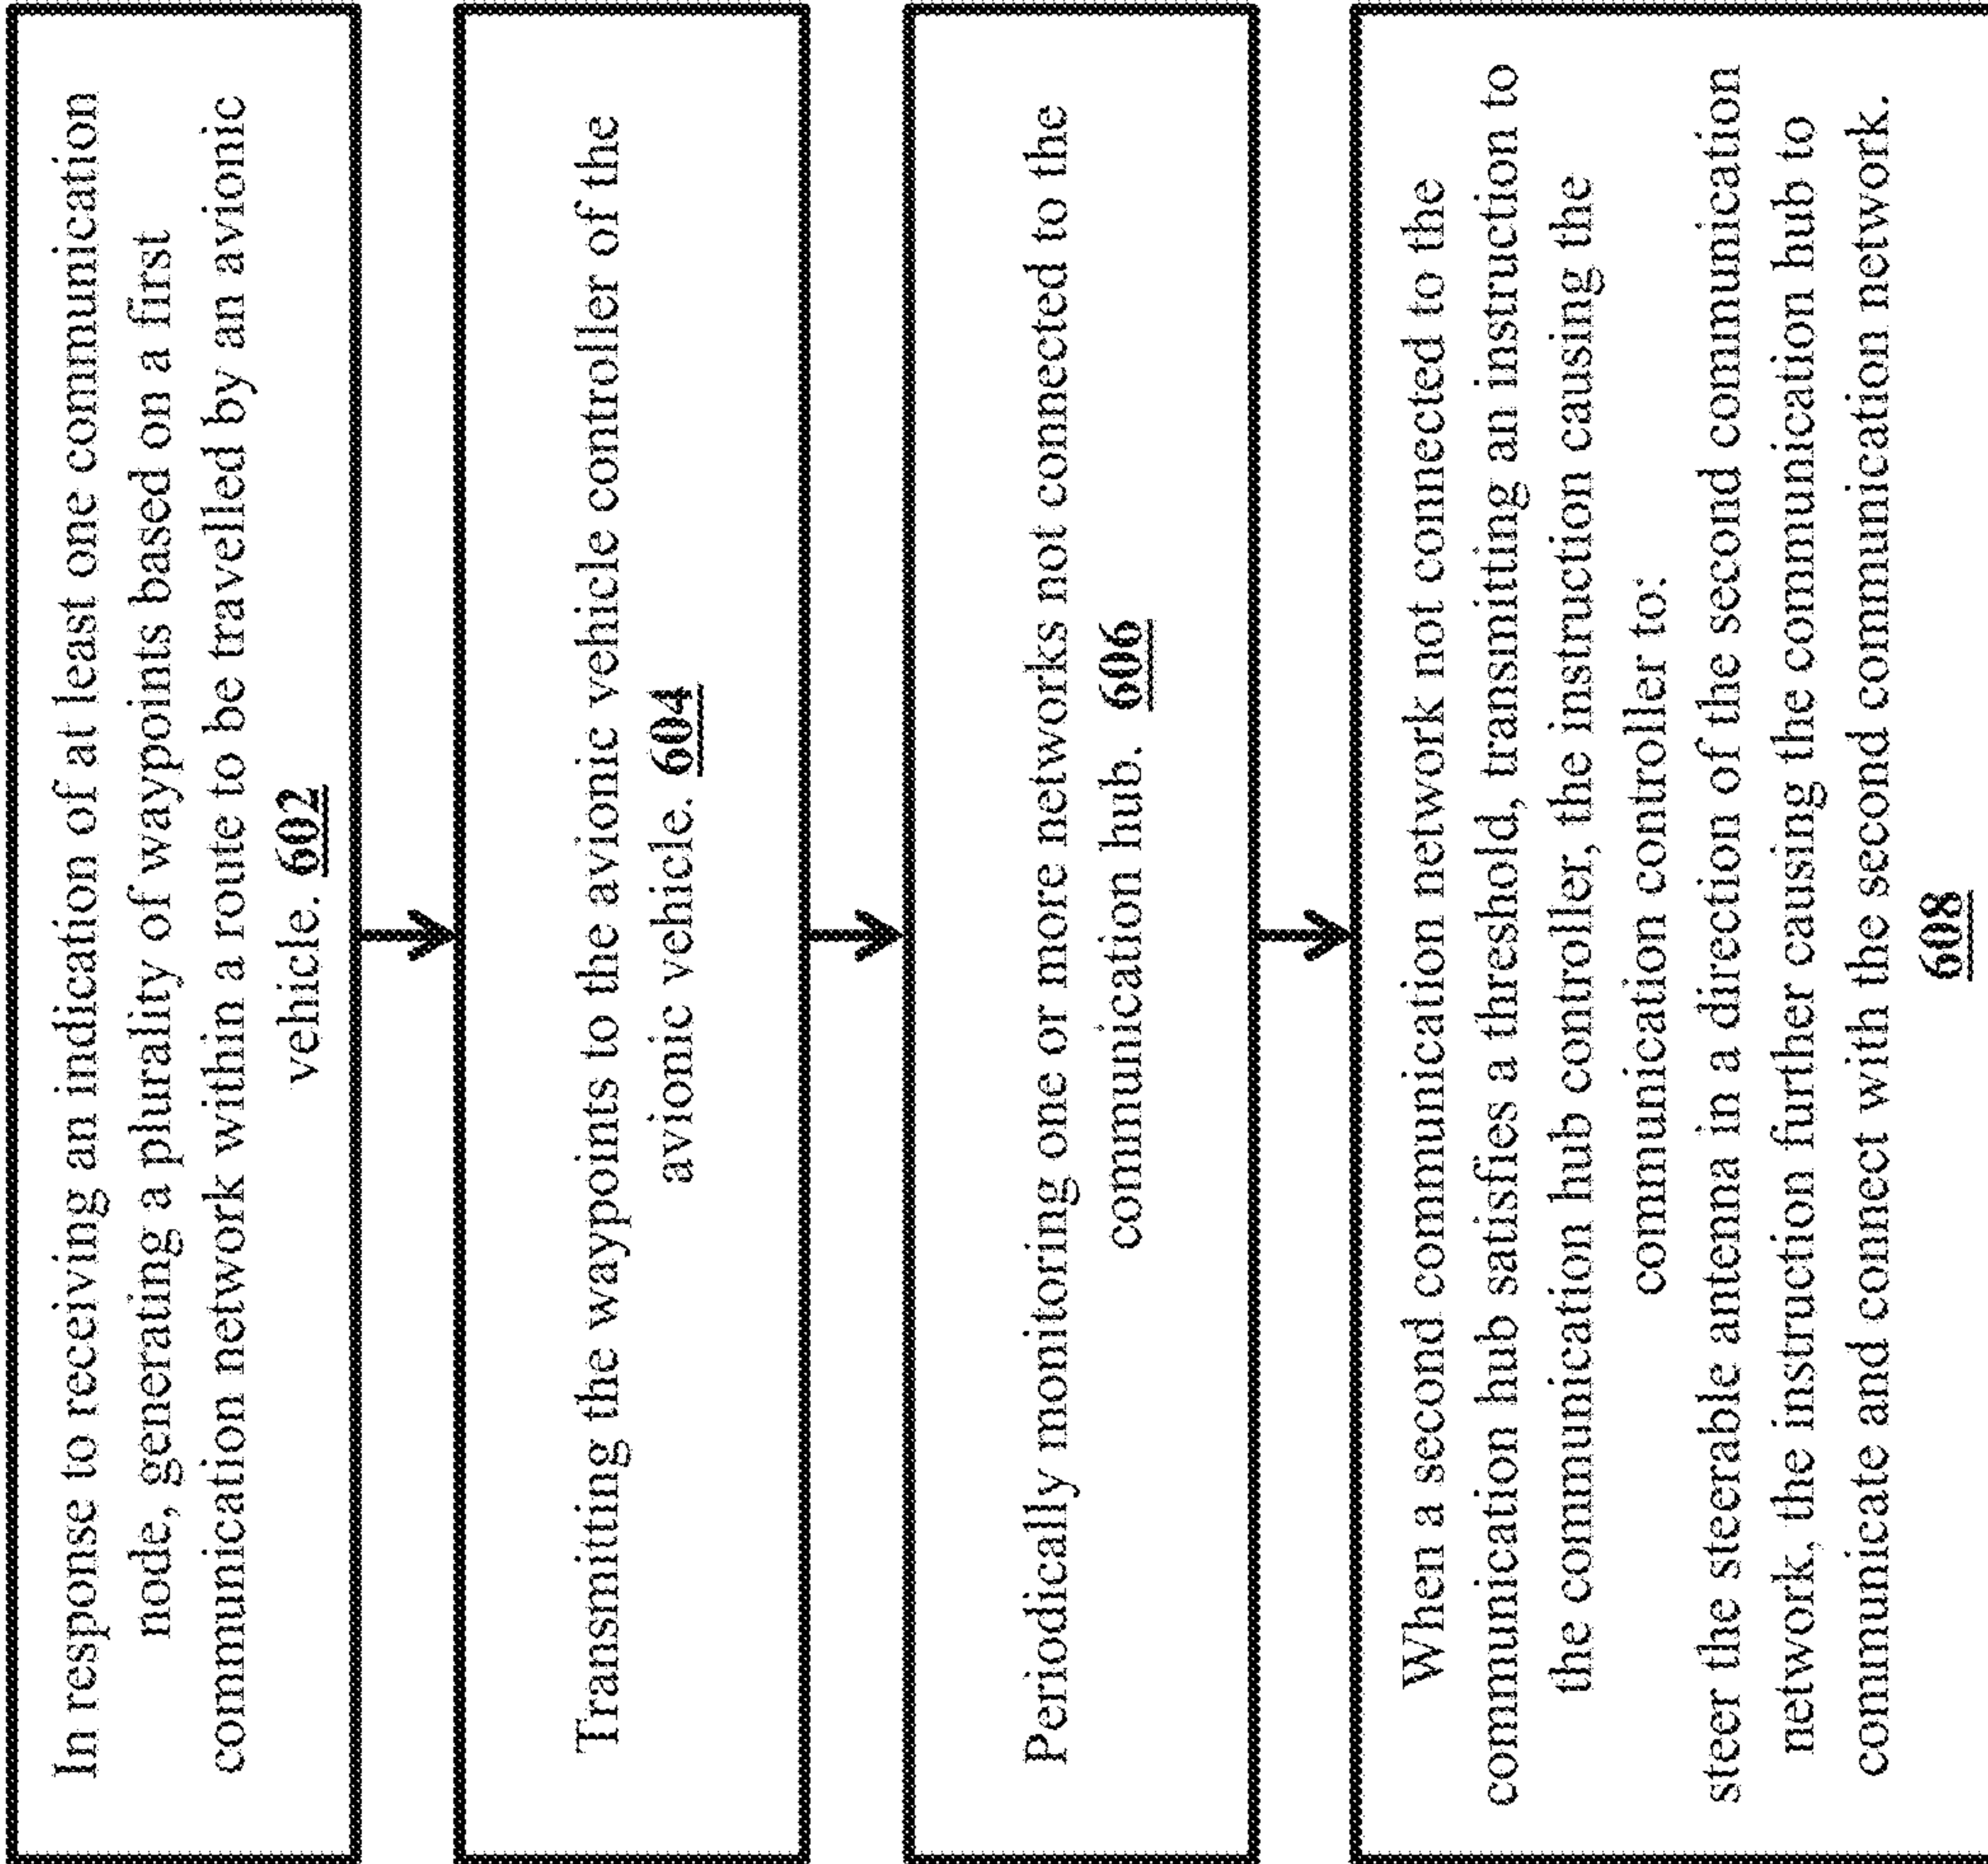 In response to receiving an indication of at least one communication
node, generating a plurality of waypoints based on a first
communication network within a route to be travelled by an avionic
vehicle. 602
Transmitting the waypoints to the avionic vehicle controller of the
avionic vehicle. 604
Periodically monitoring one or more networks not connected to the
communication hub. 606
When a second communication network not connected to the
communication hub satisfies a threshold, transmitting an instruction to
the communication hub controller, the instruction causing the
communication controller to:
steer the steerable antenna in a direction of the second communication
network, the instruction further causing the communication hub to
communicate and connect with the second communication network.
608